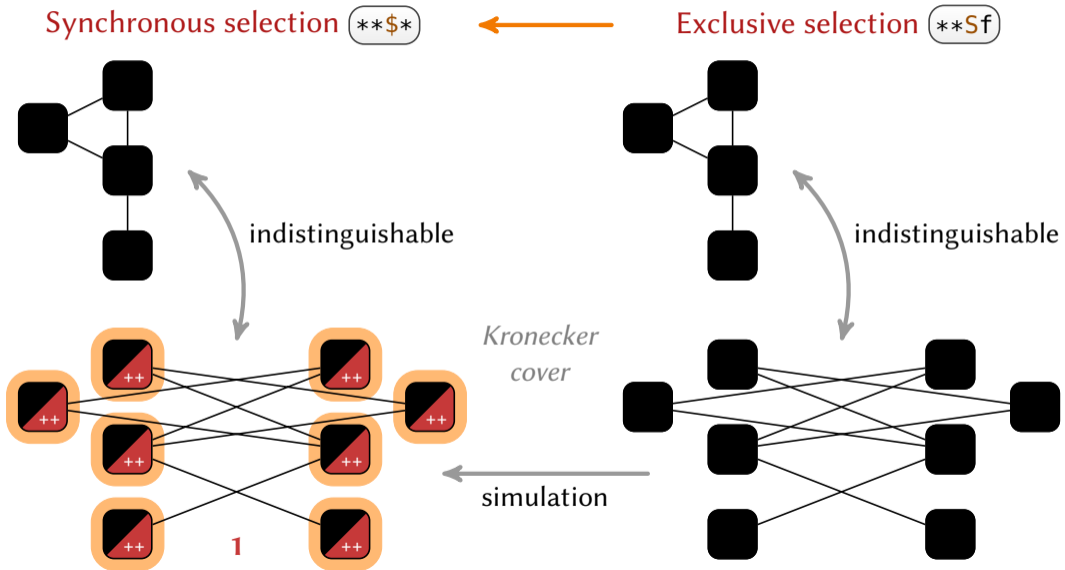 Synchronous selection **$*
Exclusive selection **Sf
indistinguishable
indistinguishable
Kronecker
cover
++
++
++
++
++
++
simulation
++
++
1